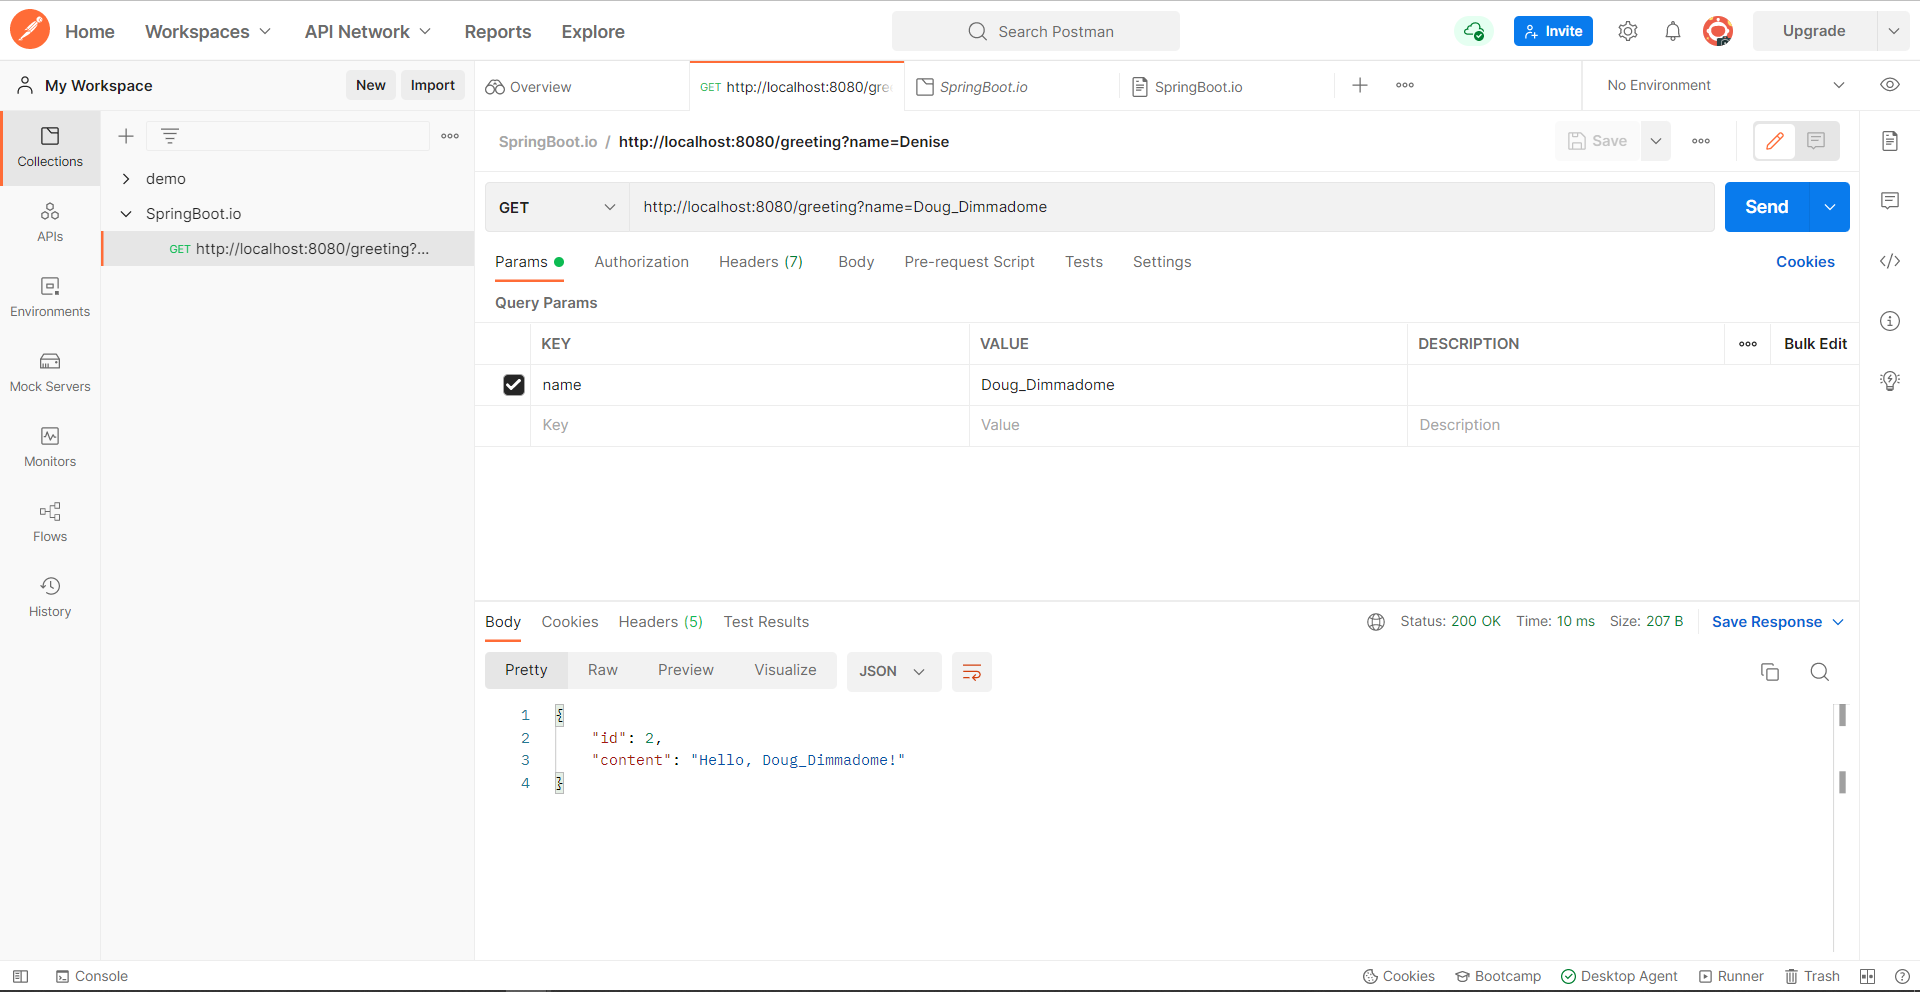 Home Workspaces API Network Reports Explore Search Postman Invite Upgrade
My Workspace New Import Overview GET http://localhost:8080/gre SpringBoot.io SpringBoot.io No Environment
Collections
APIs
Environments
Mock Servers
Monitors
Flows
History
demo
SpringBoot.io
GET http://localhost:8080/greeting?...
SpringBoot.io / http://localhost:8080/greeting?name=Denise Save
GET http://localhost:8080/greeting?name=Doug_Dimmadome Send
Params Authorization Headers (7) Body Pre-request Script Tests Settings Cookies
Query Params
KEY VALUE DESCRIPTION Bulk Edit
name Doug_Dimmadome
Key Value Description
Body Cookies Headers (5) Test Results Status: 200 OK Time: 10 ms Size: 207 B Save Response
Pretty Raw Preview Visualize JSON
1 {
2 "id": 2,
3 "content": "Hello, Doug_Dimmadome!"
4 }
Console Cookies Bootcamp Desktop Agent Runner Trash